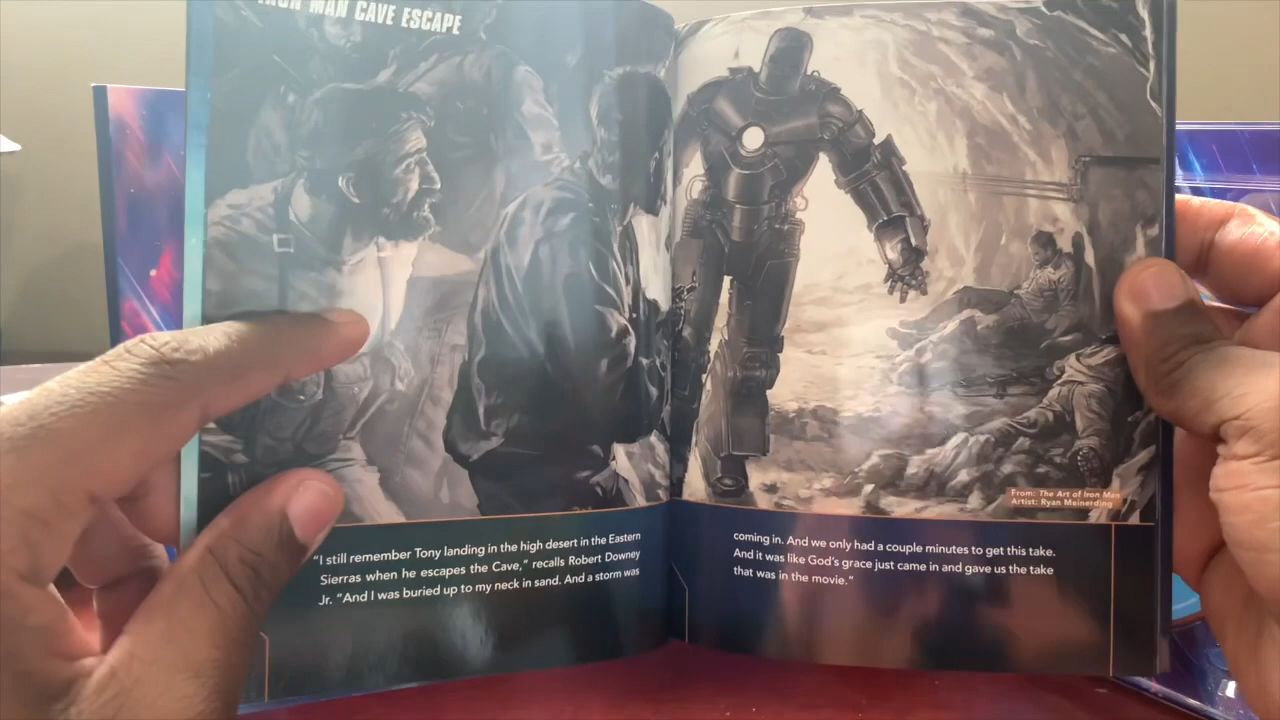 IRON MAN CAVE ESCAPE
From: The Art of Iron Man
Artist: Ryan Meinerding
"I still remember Tony landing in the high desert in the Eastern
Sierras when he escapes the Cave," recalls Robert Downey
Jr. "And I was buried up to my neck in sand. And a storm was
coming in. And we only had a couple minutes to get this take.
And it was like God's grace just came in and gave us the take
that was in the movie."